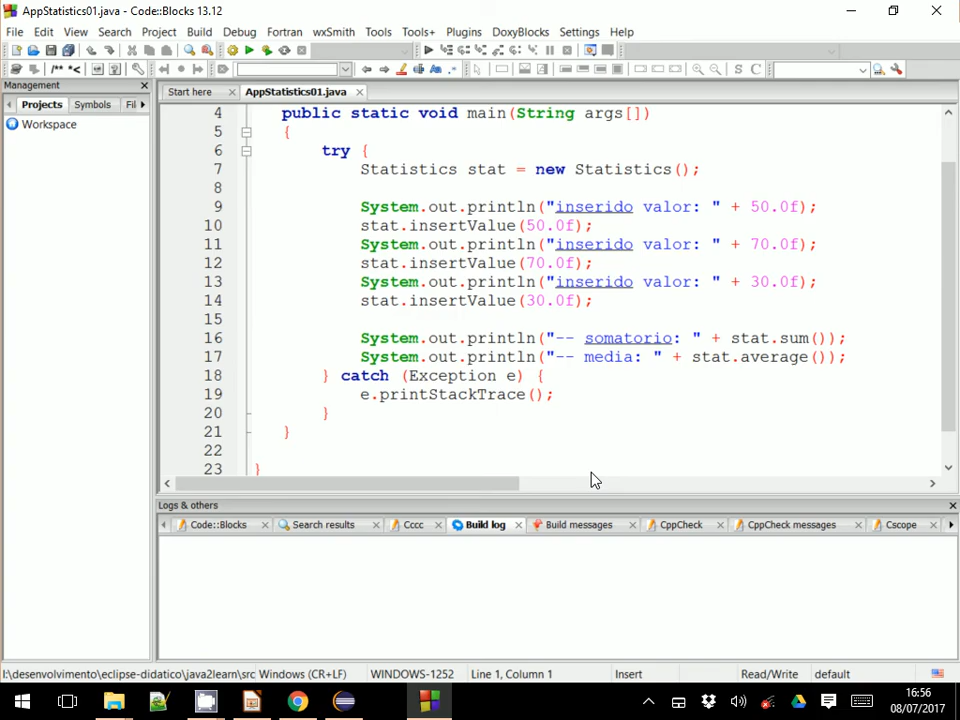 AppStatistics01.java - Code::Blocks 13.12
File Edit View Search Project Build Debug Fortran wxSmith Tools Tools+ Plugins DoxyBlocks Settings Help
/** *<
S C
Management
Start here AppStatistics01.java
Projects Symbols Fil
Workspace
4 public static void main(String args[])
5 {
6 try {
7 Statistics stat = new Statistics();
8
9 System.out.println("inserido valor: " + 50.0f);
10 stat.insertValue(50.0f);
11 System.out.println("inserido valor: " + 70.0f);
12 stat.insertValue(70.0f);
13 System.out.println("inserido valor: " + 30.0f);
14 stat.insertValue(30.0f);
15
16 System.out.println("-- somatorio: " + stat.sum());
17 System.out.println("-- media: " + stat.average());
18 } catch (Exception e) {
19 e.printStackTrace();
20 }
21 }
22
23 }
Logs & others
Code::Blocks Search results Cccc Build log Build messages CppCheck CppCheck messages Cscope
I:\desenvolvimento\eclipse-didatico\java2learn\src Windows (CR+LF) WINDOWS-1252 Line 1, Column 1 Insert Read/Write default
16:56
08/07/2017